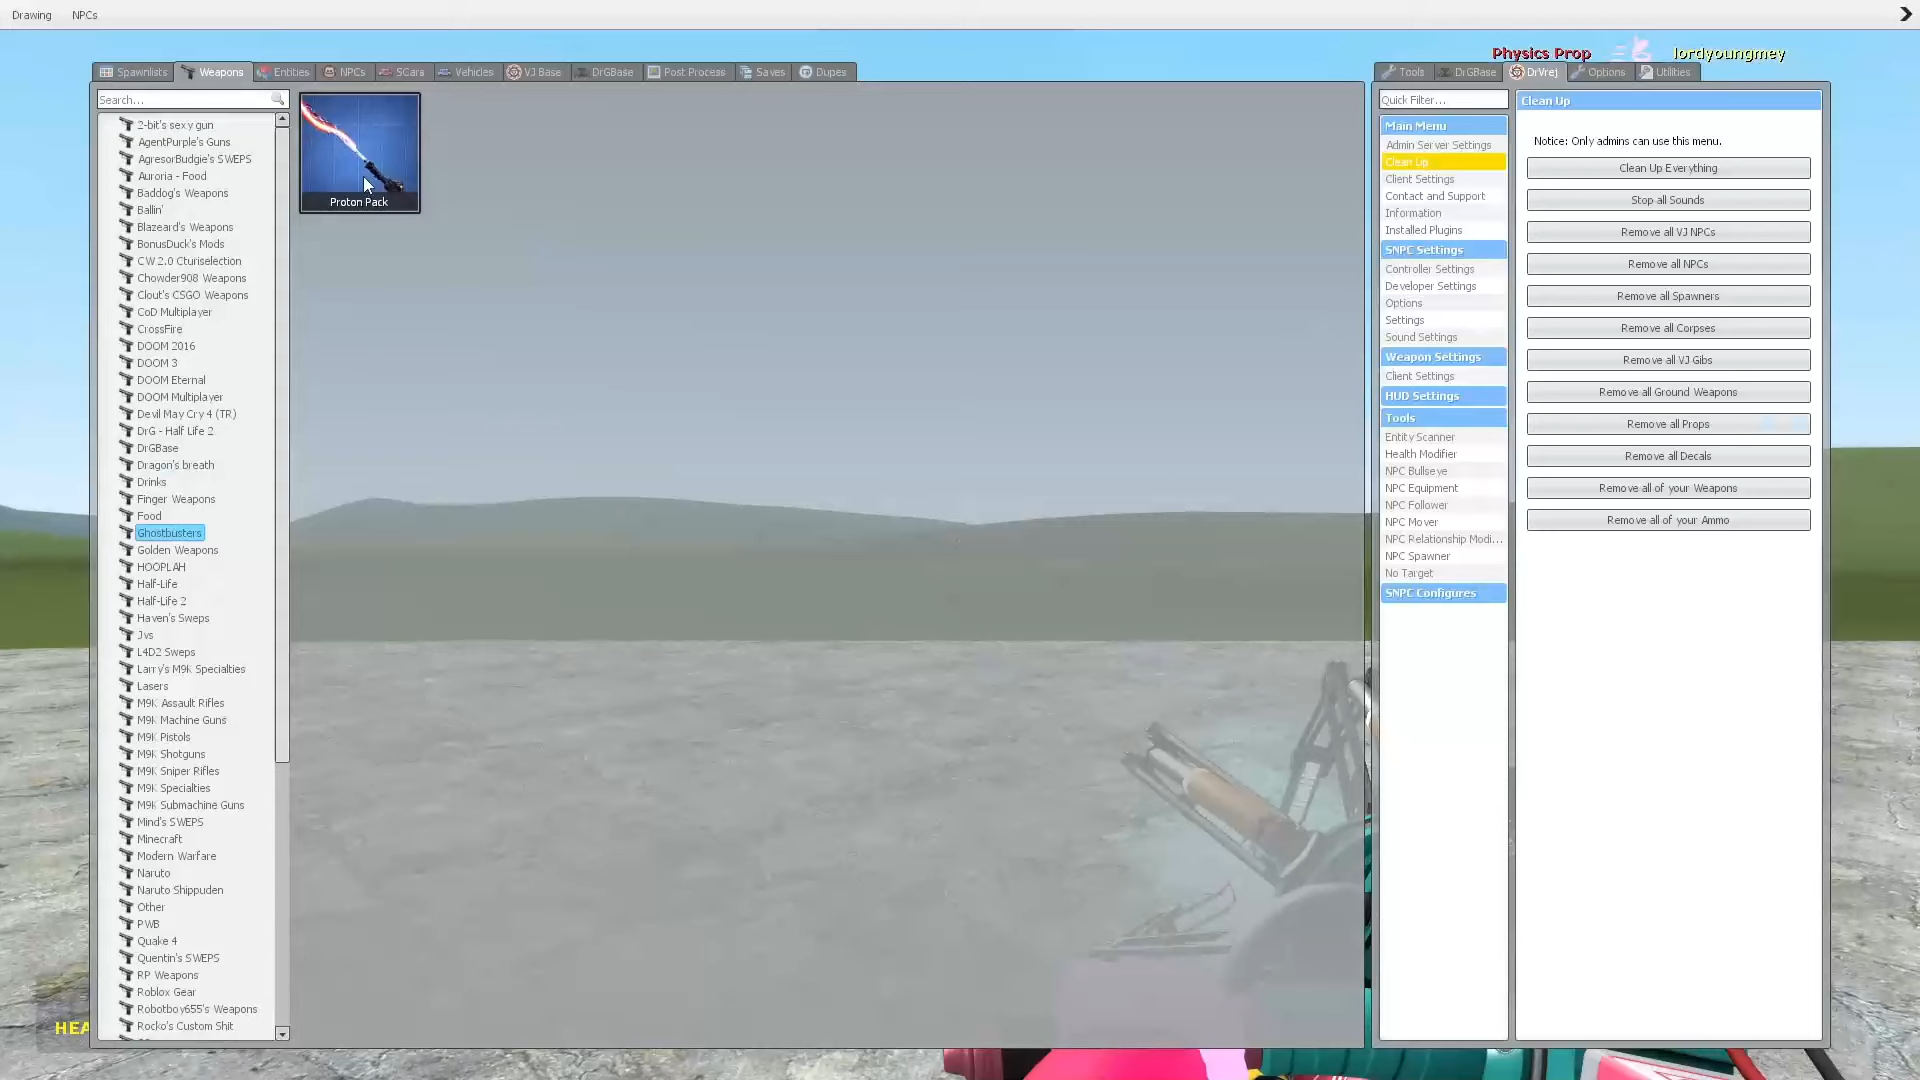 Drawing NPCs
Physics Prop lordyoungmey
Spawnlists Weapons Entities NPCs SCars Vehicles VJ Base DrGBase Post Process Saves Dupes
Search...
2-bit's sexy gun
AgentPurple's Guns
AgresorBudgie's SWEPS
Auroria - Food
Baddog's Weapons
Ballin'
Blazeard's Weapons
BonusDuck's Mods
CW 2.0 Cturiselection
Chowder908 Weapons
Clout's CSGO Weapons
CoD Multiplayer
CrossFire
DOOM 2016
DOOM 3
DOOM Eternal
DOOM Multiplayer
Devil May Cry 4 (TR)
DrG - Half Life 2
DrGBase
Dragon's breath
Drinks
Finger Weapons
Food
Ghostbusters
Golden Weapons
HOOPLAH
Half-Life
Half-Life 2
Haven's Sweps
Jvs
L4D2 Sweps
Larry's M9K Specialties
Lasers
M9K Assault Rifles
M9K Machine Guns
M9K Pistols
M9K Shotguns
M9K Sniper Rifles
M9K Specialties
M9K Submachine Guns
Mind's SWEPS
Minecraft
Modern Warfare
Naruto
Naruto Shippuden
Other
PWB
Quake 4
Quentin's SWEPS
RP Weapons
Roblox Gear
Robotboy655's Weapons
Rocko's Custom Shit
Proton Pack
HEA
Tools DrGBase DrVrej Options Utilities
Quick Filter...
Main Menu
Admin Server Settings
Clean Up
Client Settings
Contact and Support
Information
Installed Plugins
SNPC Settings
Controller Settings
Developer Settings
Options
Settings
Sound Settings
Weapon Settings
Client Settings
HUD Settings
Tools
Entity Scanner
Health Modifier
NPC Bullseye
NPC Equipment
NPC Follower
NPC Mover
NPC Relationship Modi...
NPC Spawner
No Target
SNPC Configures
Clean Up
Notice: Only admins can use this menu.
Clean Up Everything
Stop all Sounds
Remove all VJ NPCs
Remove all NPCs
Remove all Spawners
Remove all Corpses
Remove all VJ Gibs
Remove all Ground Weapons
Remove all Props
Remove all Decals
Remove all of your Weapons
Remove all of your Ammo